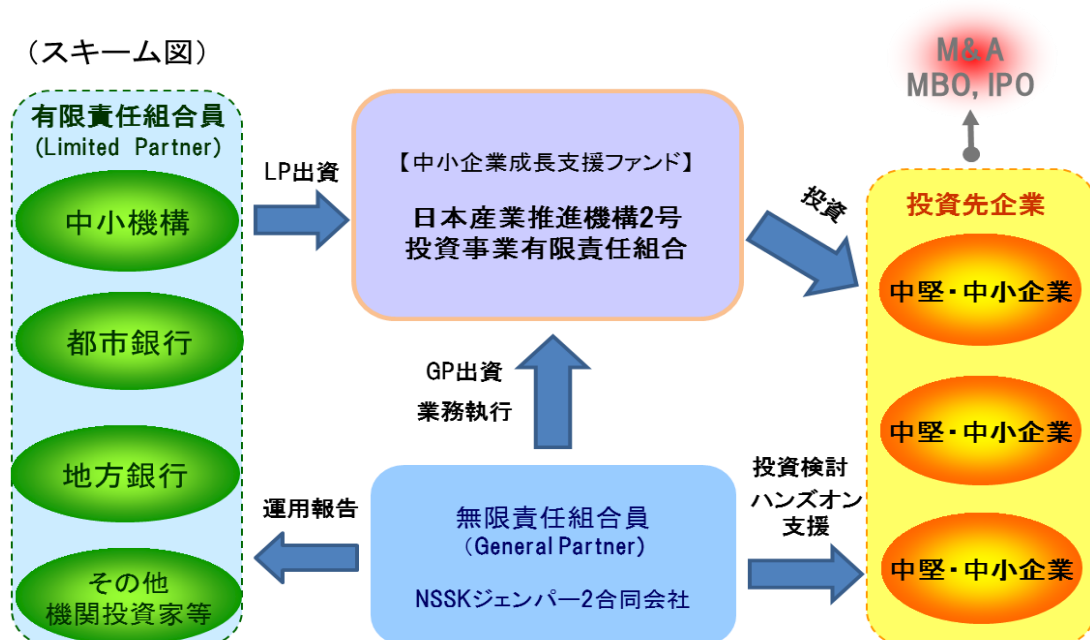 （スキーム図）
有限責任組合員
(Limited Partner)
中小機構
都市銀行
地方銀行
その他
機関投資家等
LP出資
【中小企業成長支援ファンド】
日本産業推進機構2号
投資事業有限責任組合
GP出資
業務執行
運用報告
無限責任組合員
（General Partner）
NSSKジェンパー2合同会社
投資
投資検討
ハンズオン
支援
M&A
MBO, IPO
投資先企業
中堅・中小企業
中堅・中小企業
中堅・中小企業